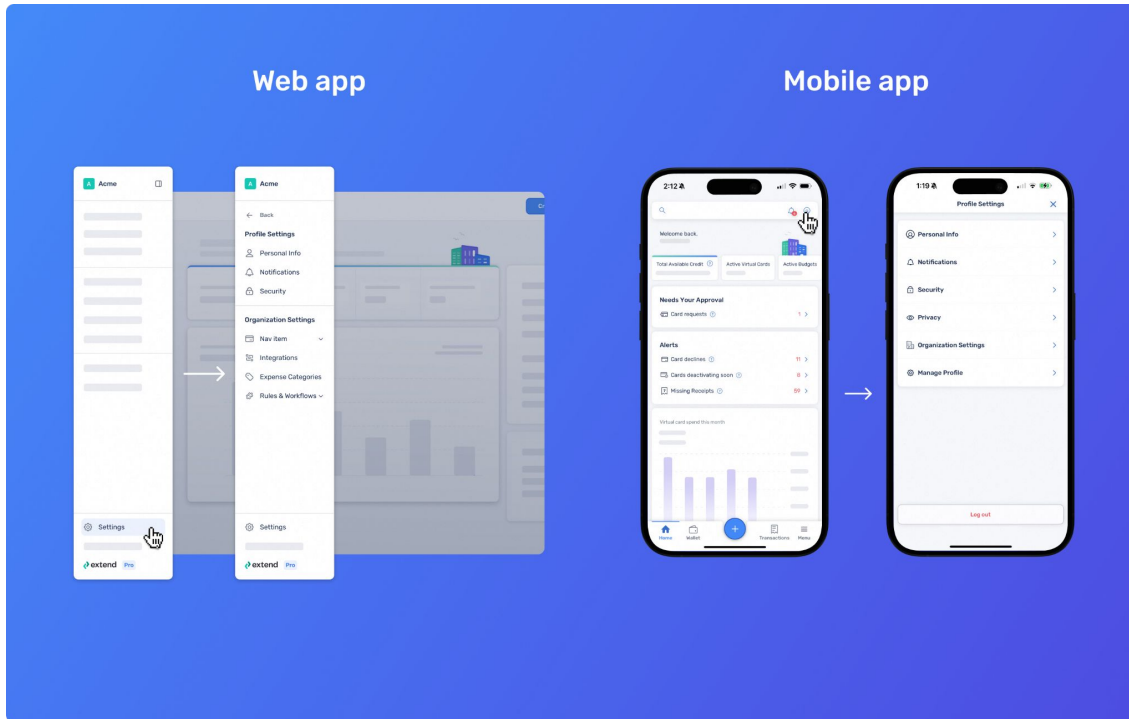 Web app
Mobile app
A Acme
Settings
extend Pro
A Acme
Back
Profile Settings
Personal Info
Notifications
Security
Organization Settings
Nav item
Integrations
Expense Categories
Rules & Workflows
Settings
extend Pro
2:12
Welcome back.
Total Available Credit
Active Virtual Cards
Active Budgets
Needs Your Approval
Card requests 1
Alerts
Card declines 11
Cards deactivating soon
Missing Receipts
Virtual card spend this month
Home
Wallet
Transactions
Menu
1:19
Profile Settings
Personal Info
Notifications
Security
Privacy
Organization Settings
Manage Profile
Log out